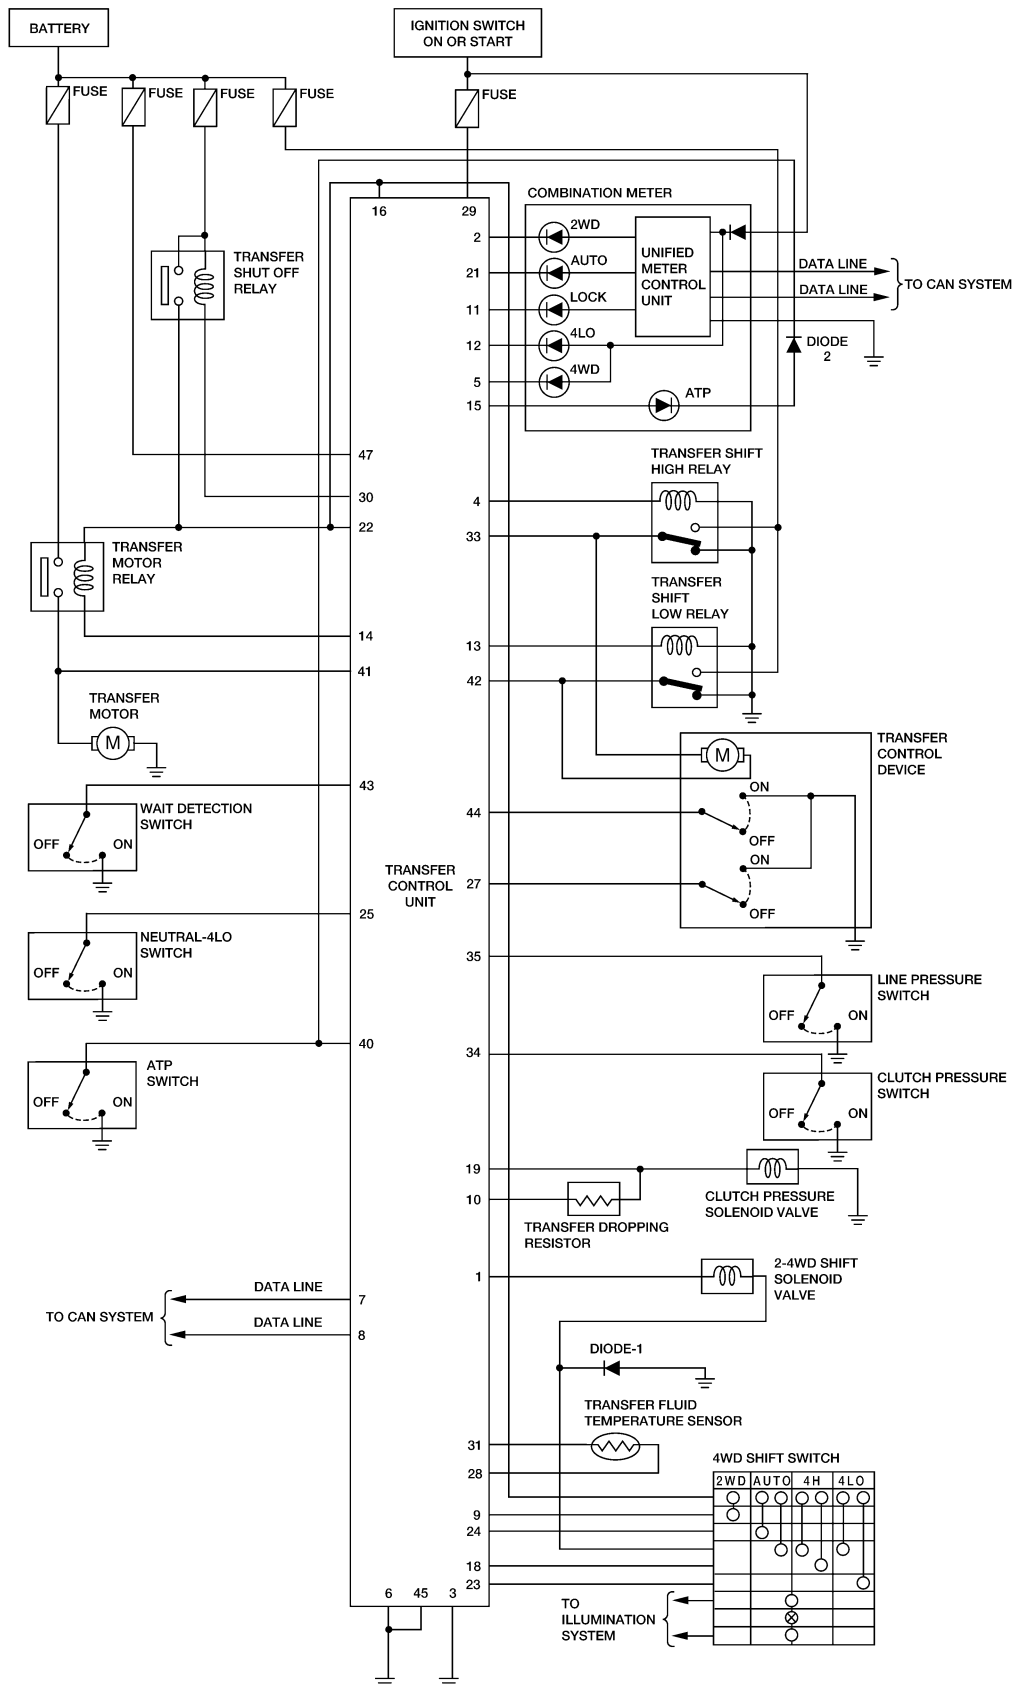 BATTERY
IGNITION SWITCH
ON OR START
FUSE
FUSE
FUSE
FUSE
FUSE
16
29
COMBINATION METER
2
2WD
21
AUTO
11
LOCK
12
4LO
5
4WD
15
ATP
UNIFIED
METER
CONTROL
UNIT
DATA LINE
DATA LINE
TO CAN SYSTEM
DIODE
2
TRANSFER
SHUT OFF
RELAY
47
30
22
TRANSFER
MOTOR
RELAY
14
41
TRANSFER
MOTOR
M
TRANSFER SHIFT
HIGH RELAY
4
33
TRANSFER
SHIFT
LOW RELAY
13
42
TRANSFER
CONTROL
DEVICE
M
ON
OFF
ON
OFF
44
27
43
WAIT DETECTION
SWITCH
OFF
ON
TRANSFER
CONTROL
UNIT
25
NEUTRAL-4LO
SWITCH
OFF
ON
35
LINE PRESSURE
SWITCH
OFF
ON
40
ATP
SWITCH
OFF
ON
34
CLUTCH PRESSURE
SWITCH
OFF
ON
19
10
CLUTCH PRESSURE
SOLENOID VALVE
TRANSFER DROPPING
RESISTOR
1
2-4WD SHIFT
SOLENOID
VALVE
DATA LINE
7
TO CAN SYSTEM
DATA LINE
8
DIODE-1
TRANSFER FLUID
TEMPERATURE SENSOR
31
28
4WD SHIFT SWITCH
2WD AUTO 4H 4LO
9
24
18
23
6 45 3
TO
ILLUMINATION
SYSTEM